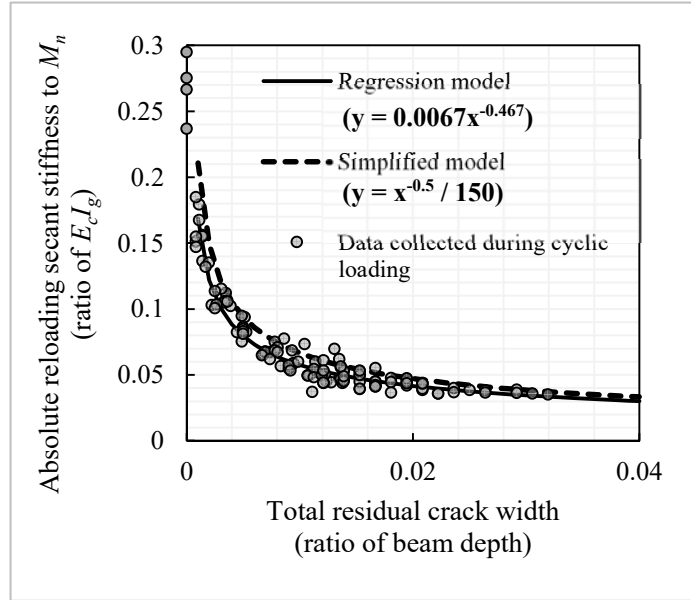 Absolute reloading secant stiffness to Mn
(ratio of EcIg)
0.3
0.25
0.2
0.15
0.1
0.05
0
Regression model
(y = 0.0067x^-0.467)
Simplified model
(y = x^-0.5 / 150)
Data collected during cyclic
loading
0
0.02
0.04
Total residual crack width
(ratio of beam depth)